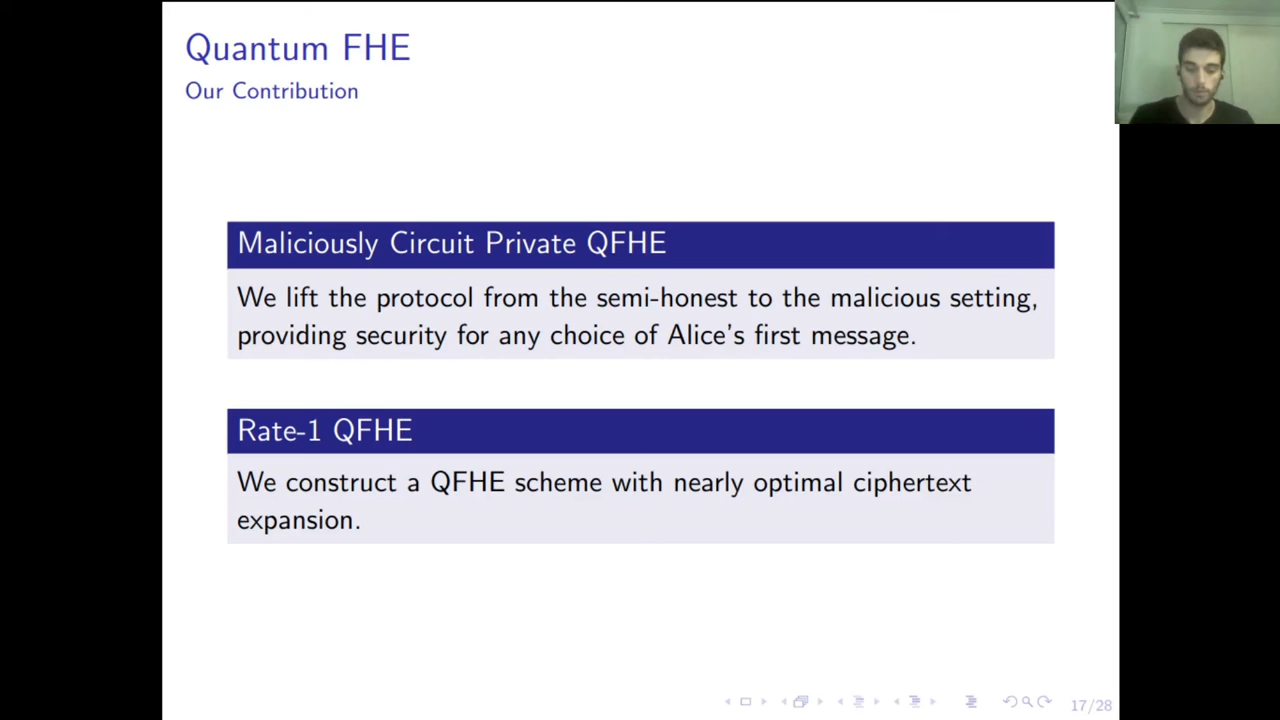 Quantum FHE
Our Contribution
Maliciously Circuit Private QFHE
We lift the protocol from the semi-honest to the malicious setting,
providing security for any choice of Alice's first message.
Rate-1 QFHE
We construct a QFHE scheme with nearly optimal ciphertext
expansion.
17/28